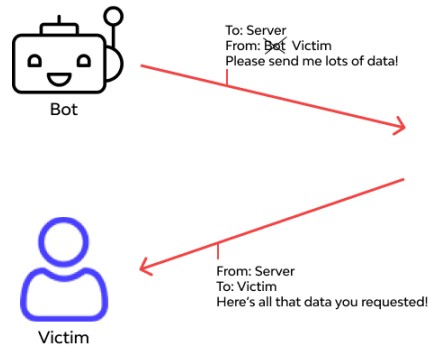 To: Server
From: Bot Victim
Please send me lots of data!
Bot
From: Server
To: Victim
Here's all that data you requested!
Victim